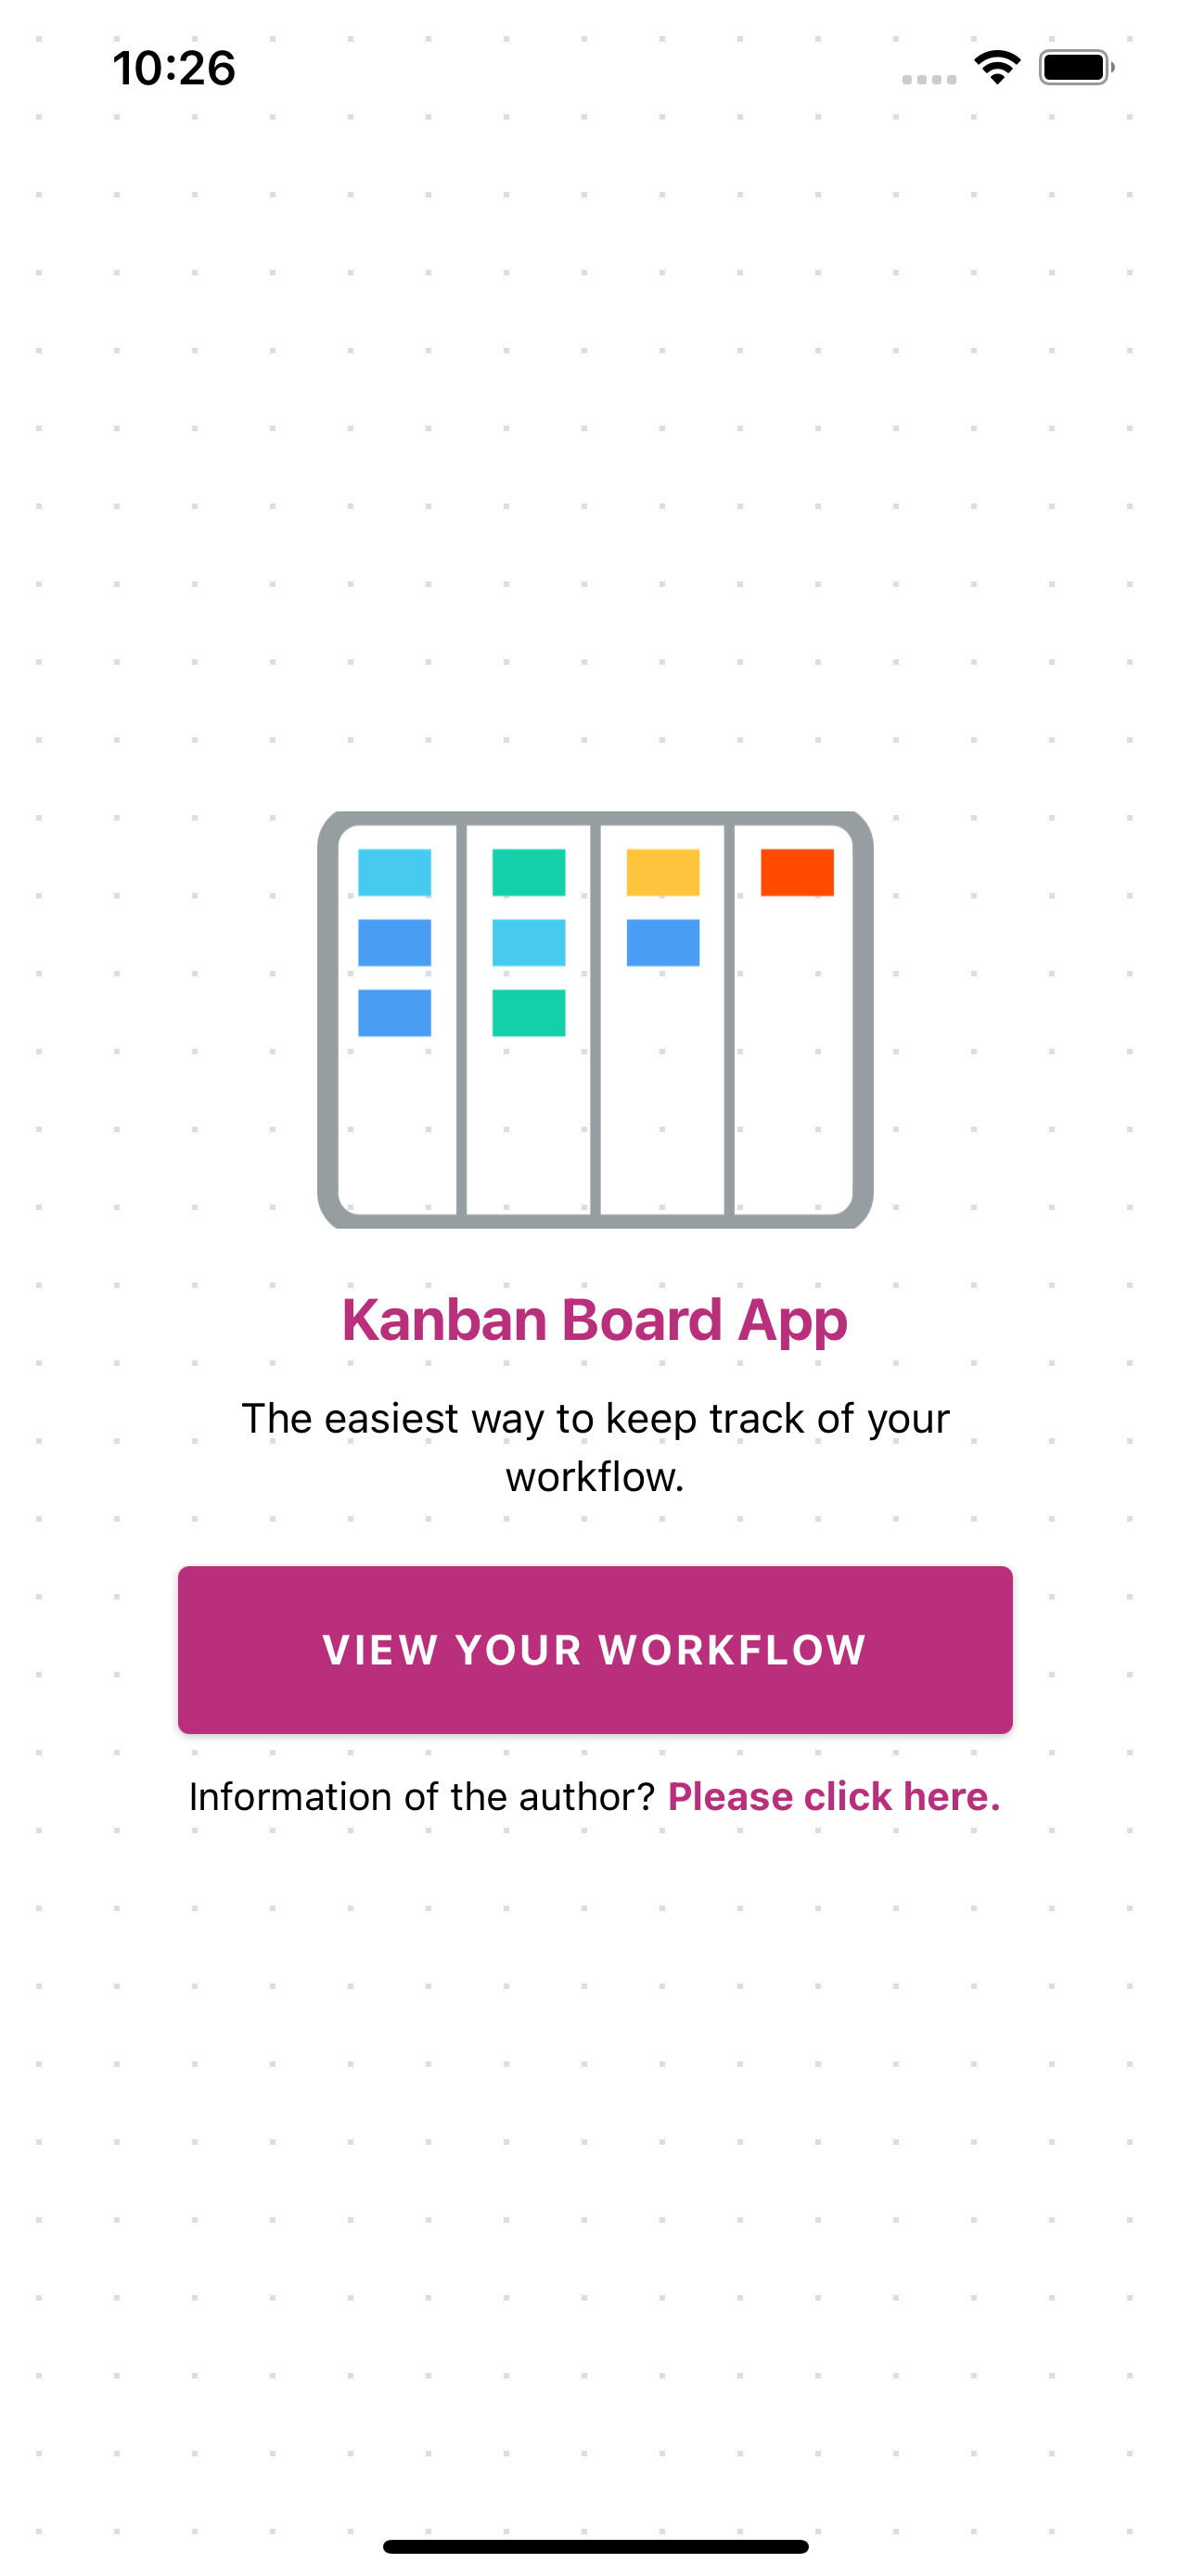 10:26
Kanban Board App
The easiest way to keep track of your
workflow.
VIEW YOUR WORKFLOW
Information of the author? Please click here.